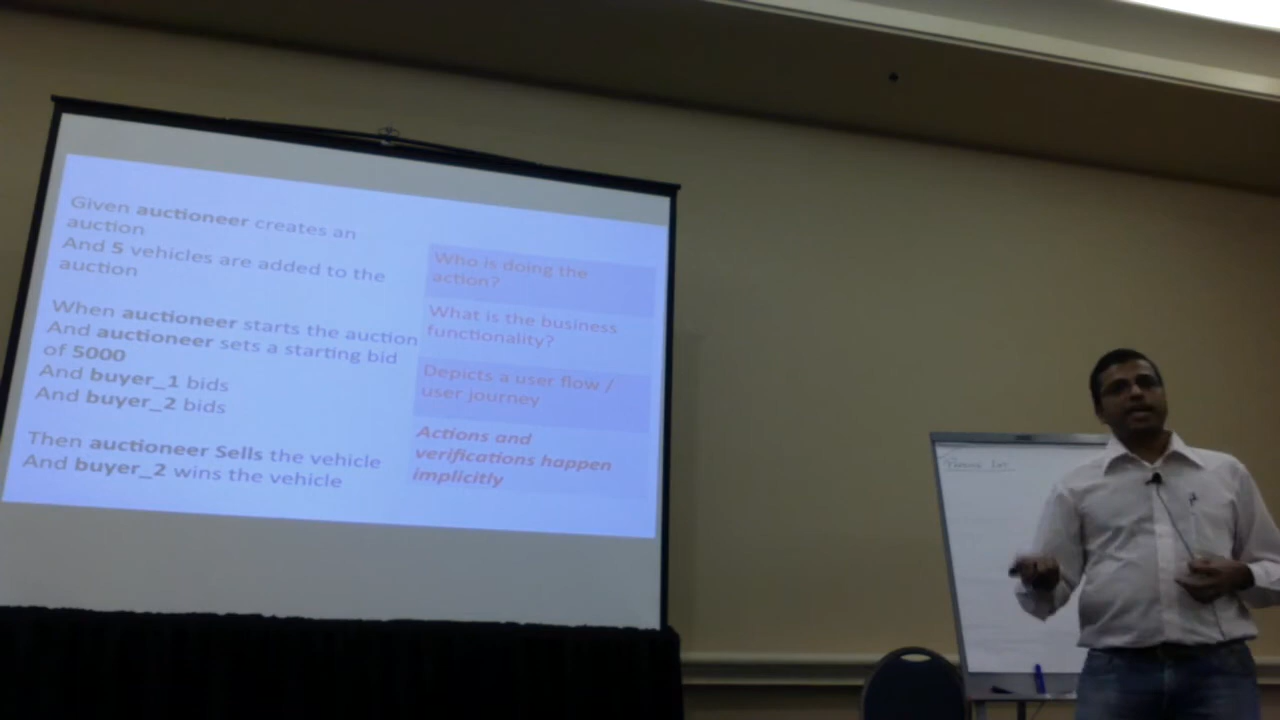 Given auctioneer creates an
auction
And 5 vehicles are added to the
auction
When auctioneer starts the auction
And auctioneer sets a starting bid
of 5000
And buyer_1 bids
And buyer_2 bids
Then auctioneer Sells the vehicle
And buyer_2 wins the vehicle
Who is doing the
action?
What is the business
functionality?
Depicts a user flow /
user journey
Actions and
verifications happen
implicitly